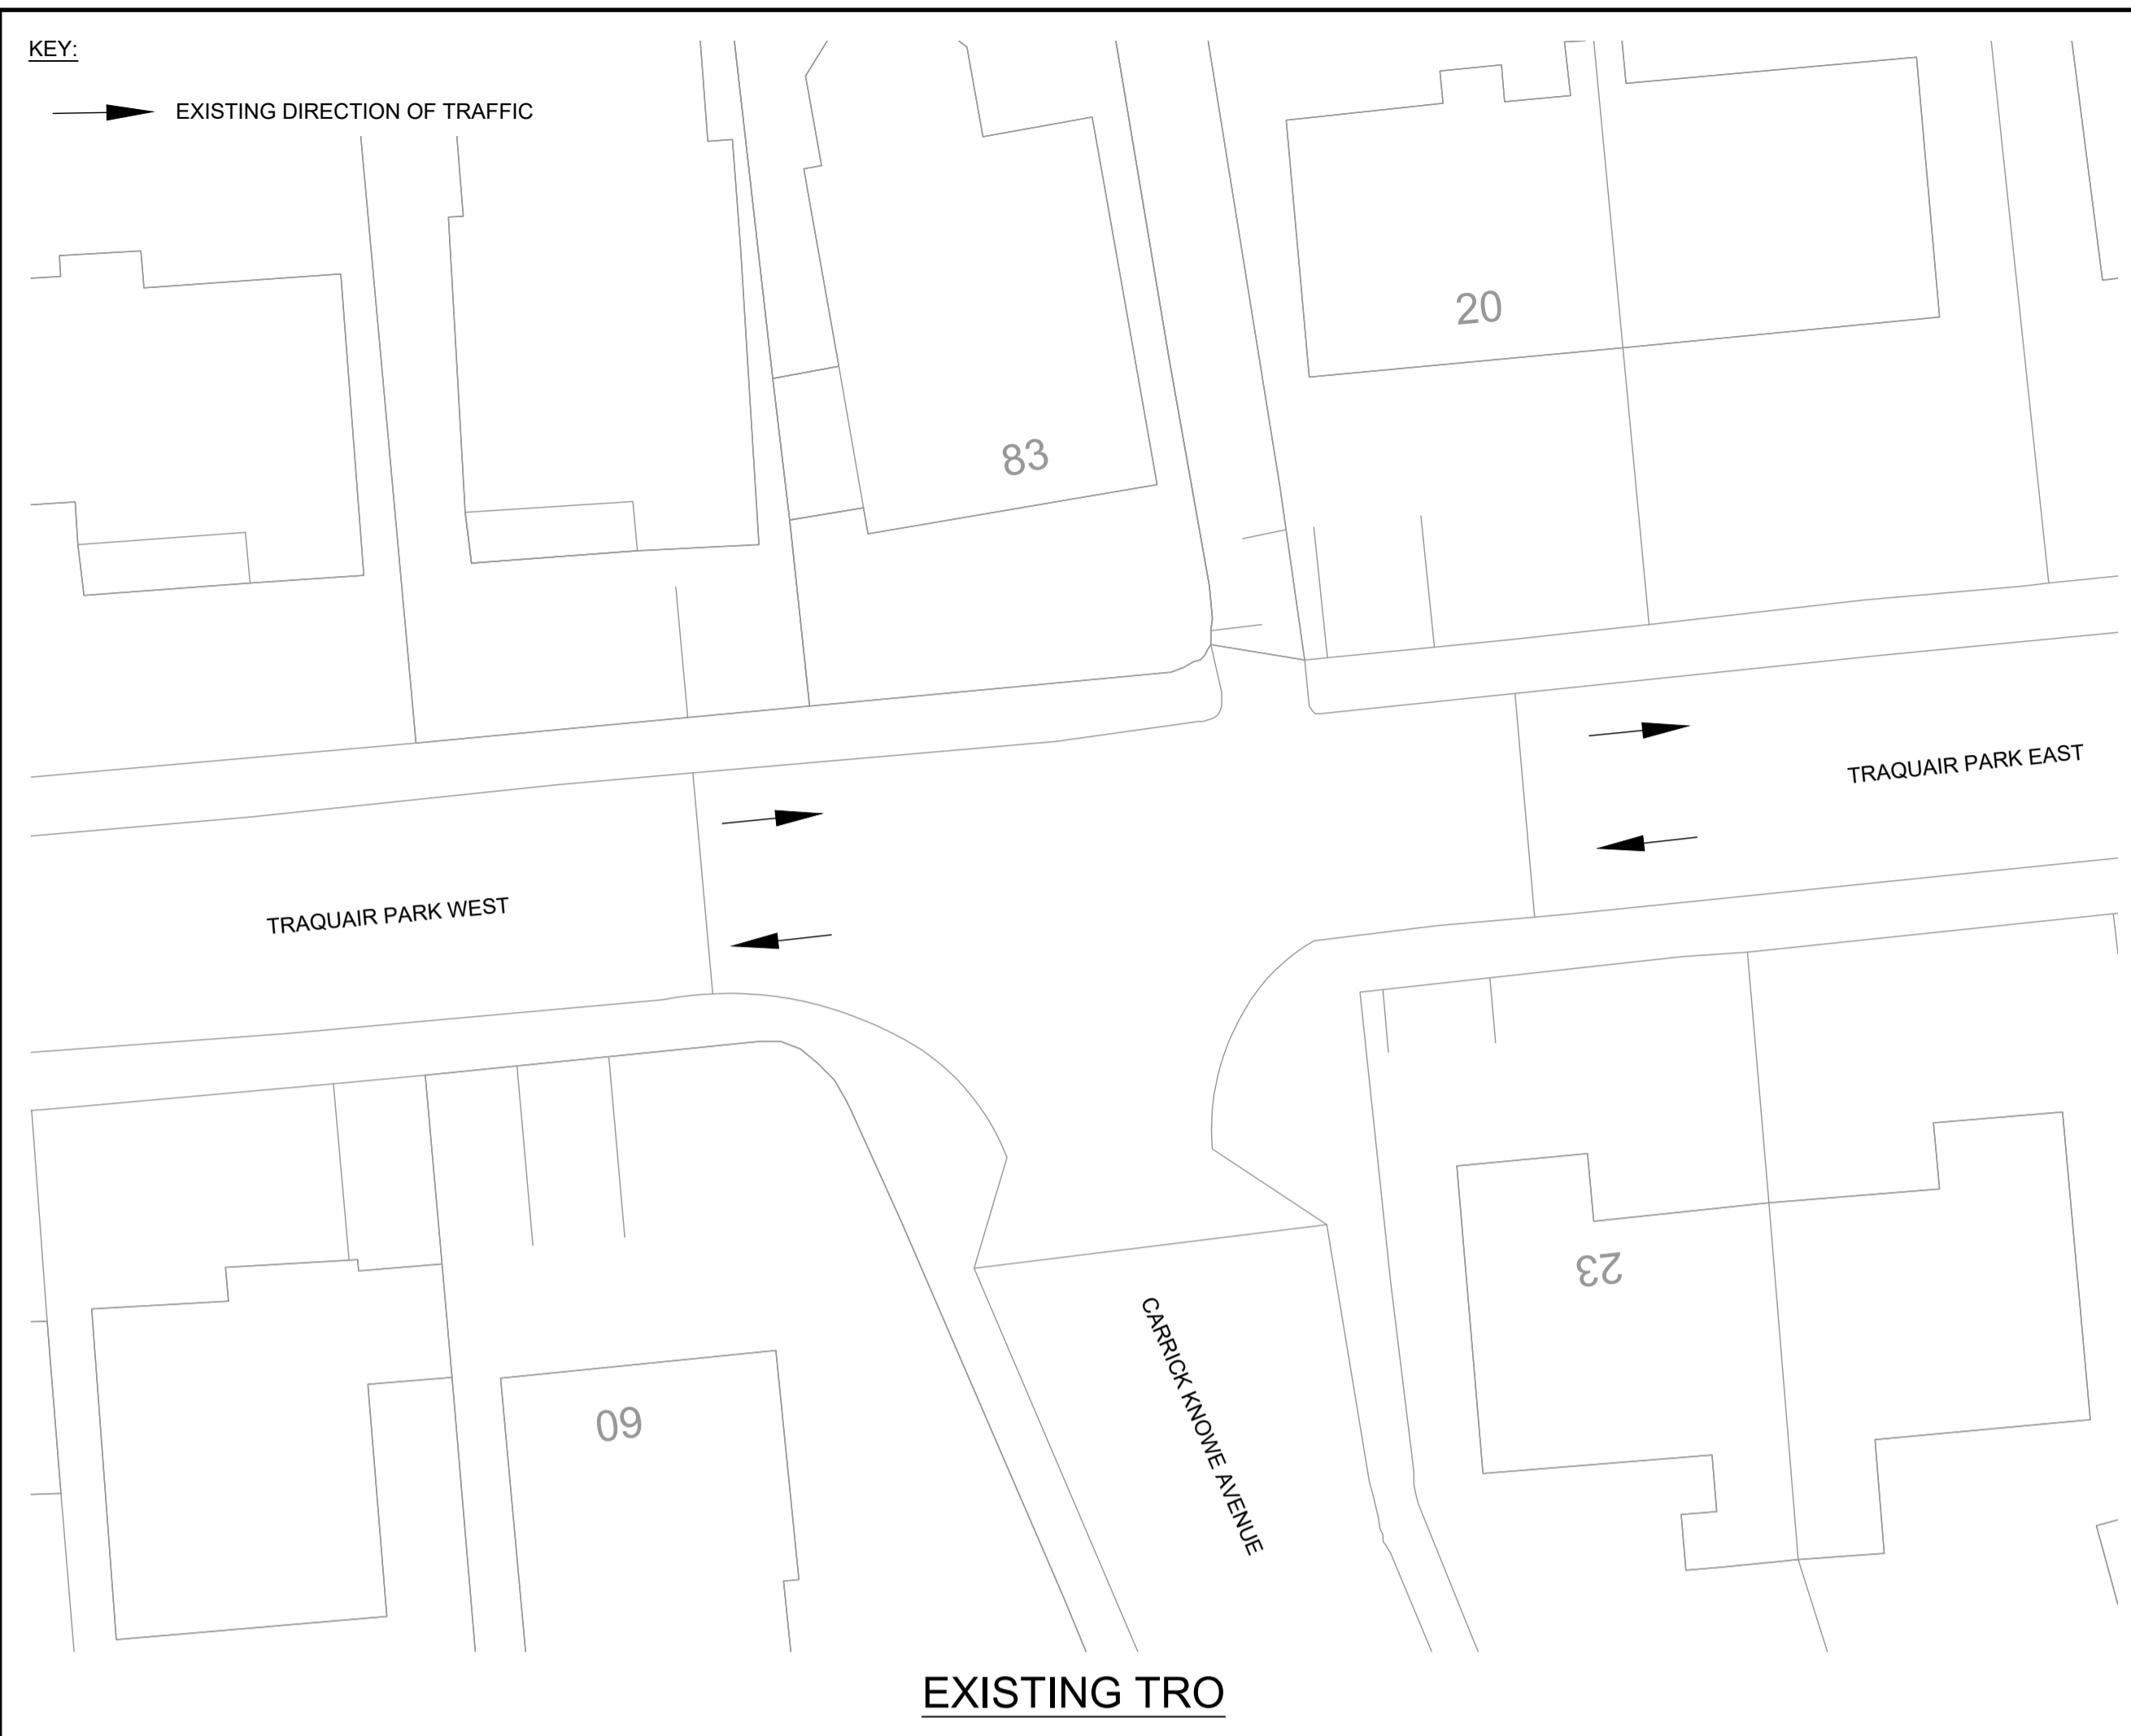 KEY:
EXISTING DIRECTION OF TRAFFIC
20
83
TRAQUAIR PARK EAST
TRAQUAIR PARK WEST
23
CARRICK KNOWE AVENUE
60
EXISTING TRO